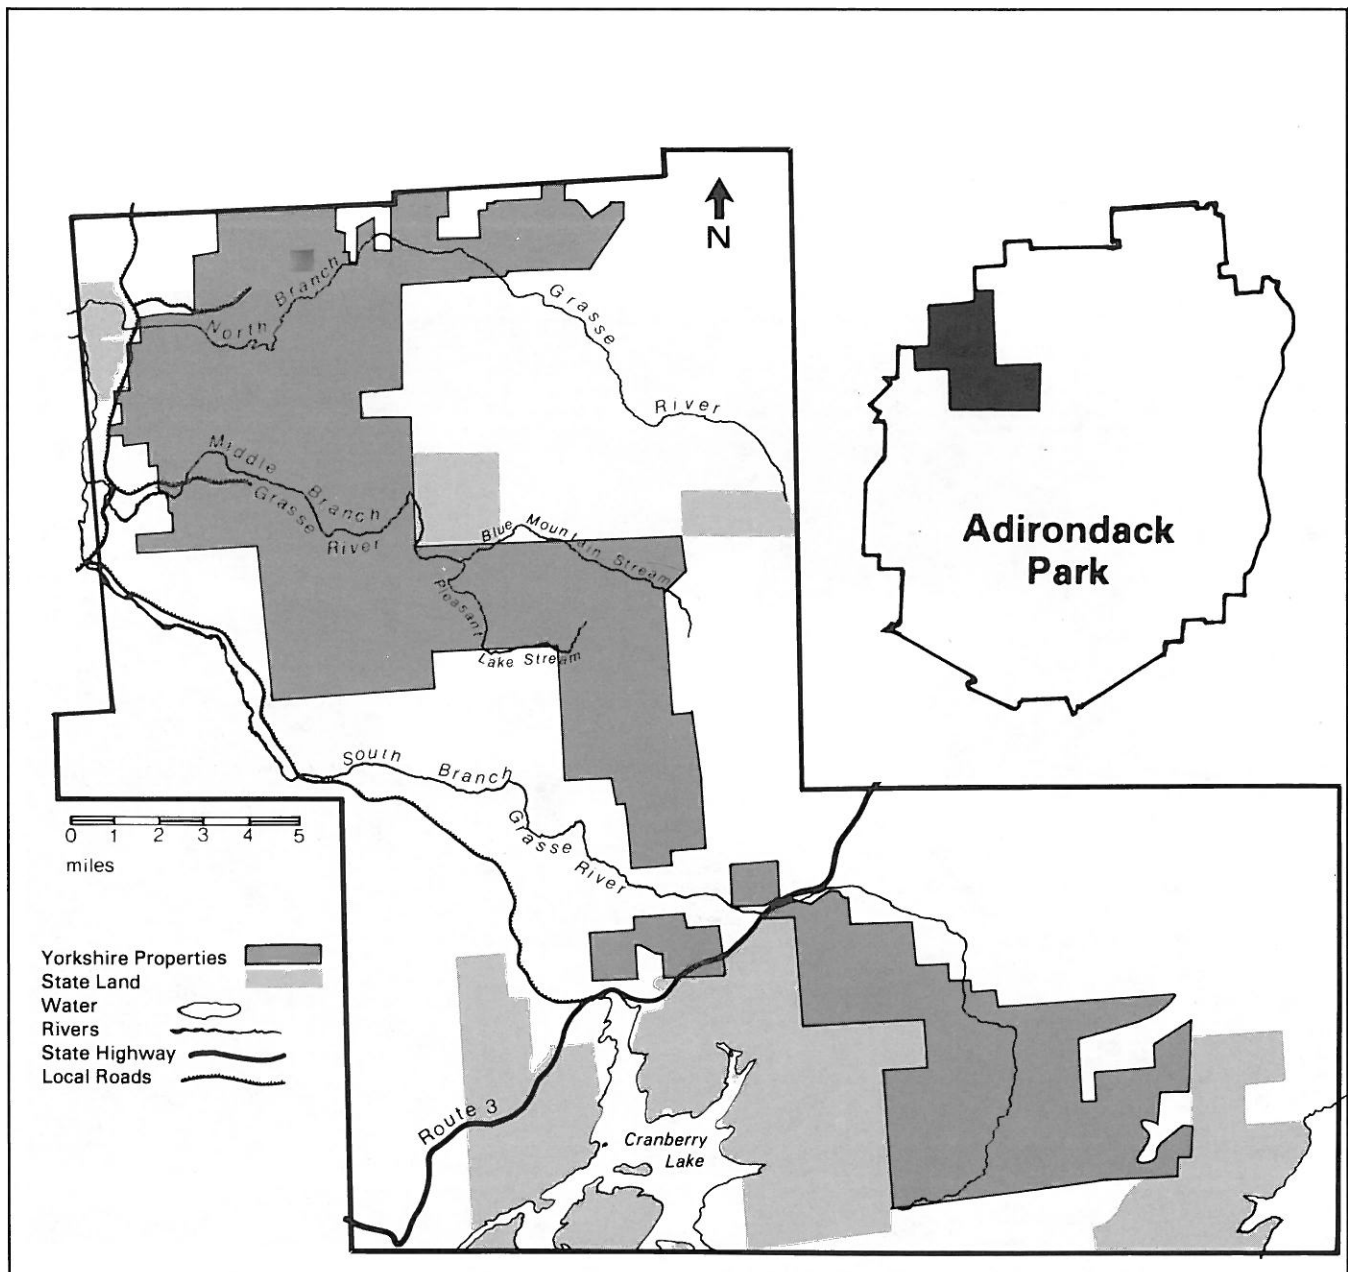 N
North Branch
Grasse
River
Adirondack
Park
Middle Branch
Grasse
River
Blue Mountain Stream
Pleasant
Lake Stream
South Branch
Grasse
River
0 1 2 3 4 5
miles
Yorkshire Properties
State Land
Water
Rivers
State Highway
Local Roads
Route 3
Cranberry
Lake